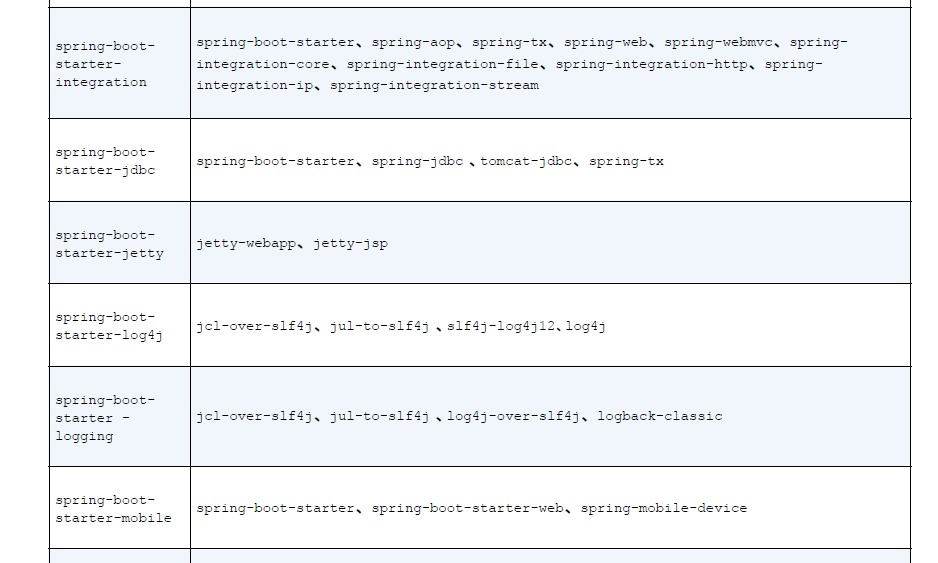 spring-boot-
starter-
integration
spring-boot-starter、spring-aop、spring-tx、spring-web、spring-webmvc、spring-
integration-core、spring-integration-file、spring-integration-http、spring-
integration-ip、spring-integration-stream
spring-boot-
starter-jdbc
spring-boot-starter、spring-jdbc 、tomcat-jdbc、spring-tx
spring-boot-
starter-jetty
jetty-webapp、jetty-jsp
spring-boot-
starter-log4j
jcl-over-slf4j、jul-to-slf4j 、slf4j-log4j12、log4j
spring-boot-
starter -
logging
jcl-over-slf4j、jul-to-slf4j 、log4j-over-slf4j、logback-classic
spring-boot-
starter-mobile
spring-boot-starter、spring-boot-starter-web、spring-mobile-device